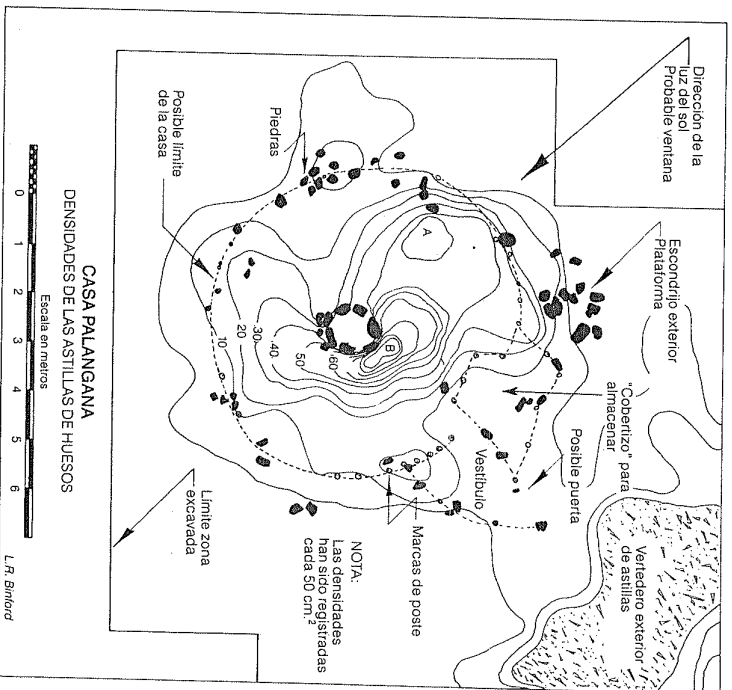 Dirección de la
luz del sol
Probable ventana
Escondrijo exterior
Plataforma
"Cobertizo" para
almacenar
Posible puerta
Vertedero exterior
de astillas
Vestíbulo
Marcas de poste
NOTA:
Las densidades
han sido registradas
cada 50 cm.²
Piedras
Posible límite
de la casa
A
B
60
50
40
30
20
10
Límite zona
excavada
CASA PALANGANA
DENSIDADES DE LAS ASTILLAS DE HUESOS
0 1 2 3 4 5 6
Escala en metros
L.R. Binford